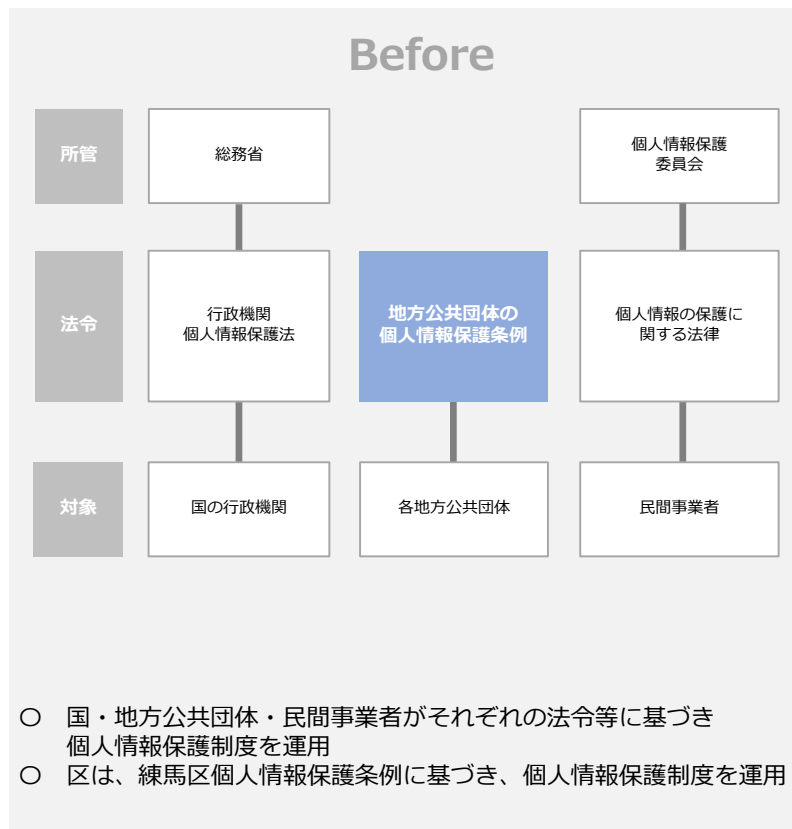 Before
所管
総務省
個人情報保護
委員会
法令
行政機関
個人情報保護法
地方公共団体の
個人情報保護条例
個人情報の保護に
関する法律
対象
国の行政機関
各地方公共団体
民間事業者
○　国・地方公共団体・民間事業者がそれぞれの法令等に基づき
個人情報保護制度を運用
○　区は、練馬区個人情報保護条例に基づき、個人情報保護制度を運用